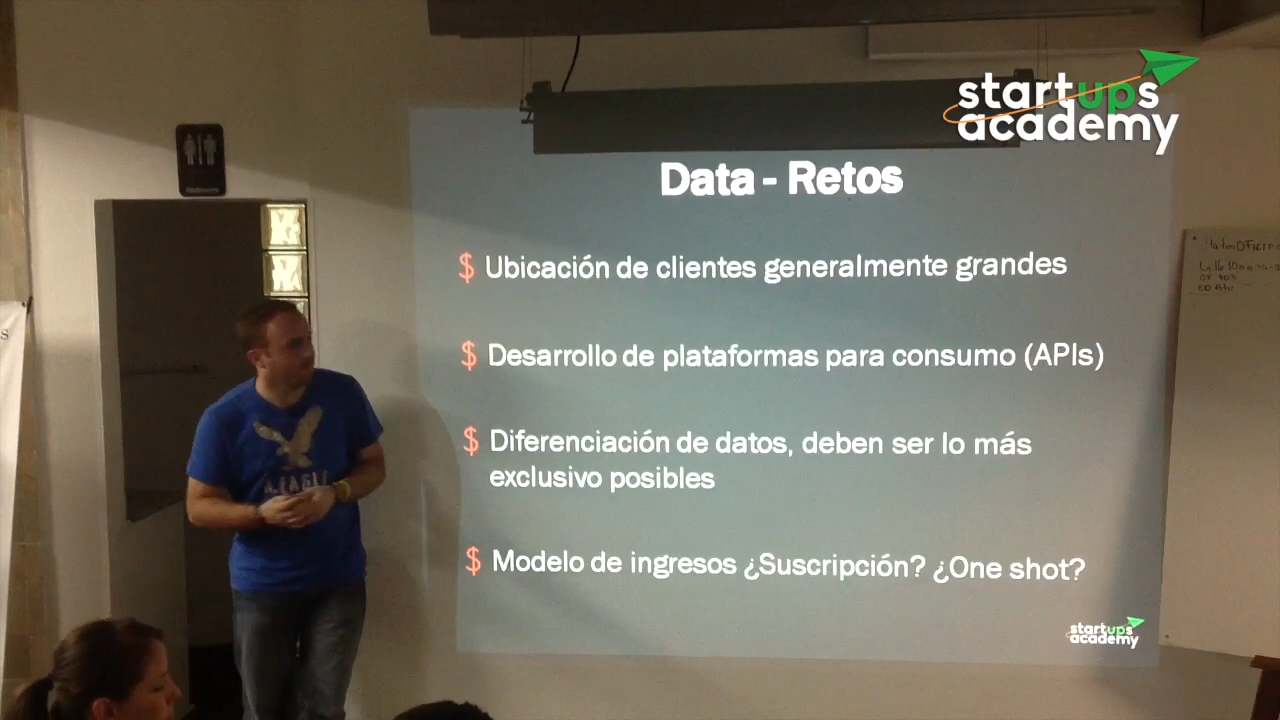 startups
academy
Data - Retos
$ Ubicación de clientes generalmente grandes
$ Desarrollo de plataformas para consumo (APIs)
$ Diferenciación de datos, deben ser lo más
exclusivo posibles
$ Modelo de ingresos ¿Suscripción? ¿One shot?
startups
academy
A. EAGLE